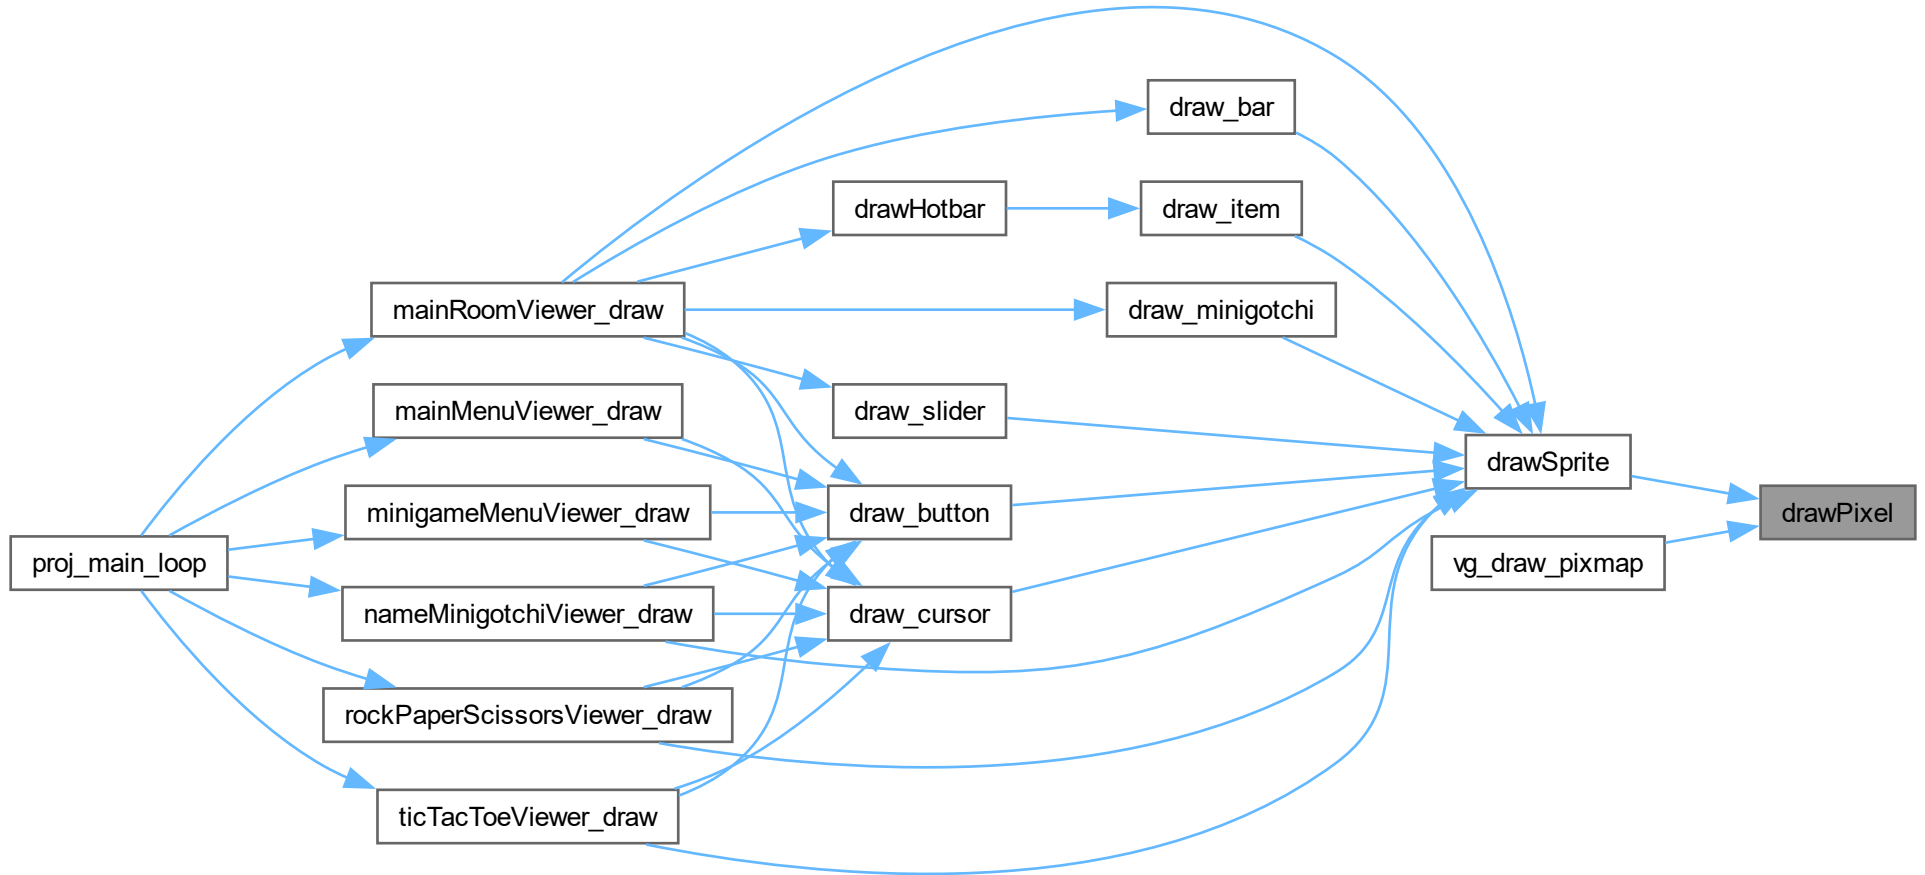 draw_bar
drawHotbar
draw_item
mainRoomViewer_draw
draw_minigotchi
mainMenuViewer_draw
draw_slider
drawSprite
minigameMenuViewer_draw
draw_button
drawPixel
proj_main_loop
vg_draw_pixmap
nameMinigotchiViewer_draw
draw_cursor
rockPaperScissorsViewer_draw
ticTacToeViewer_draw